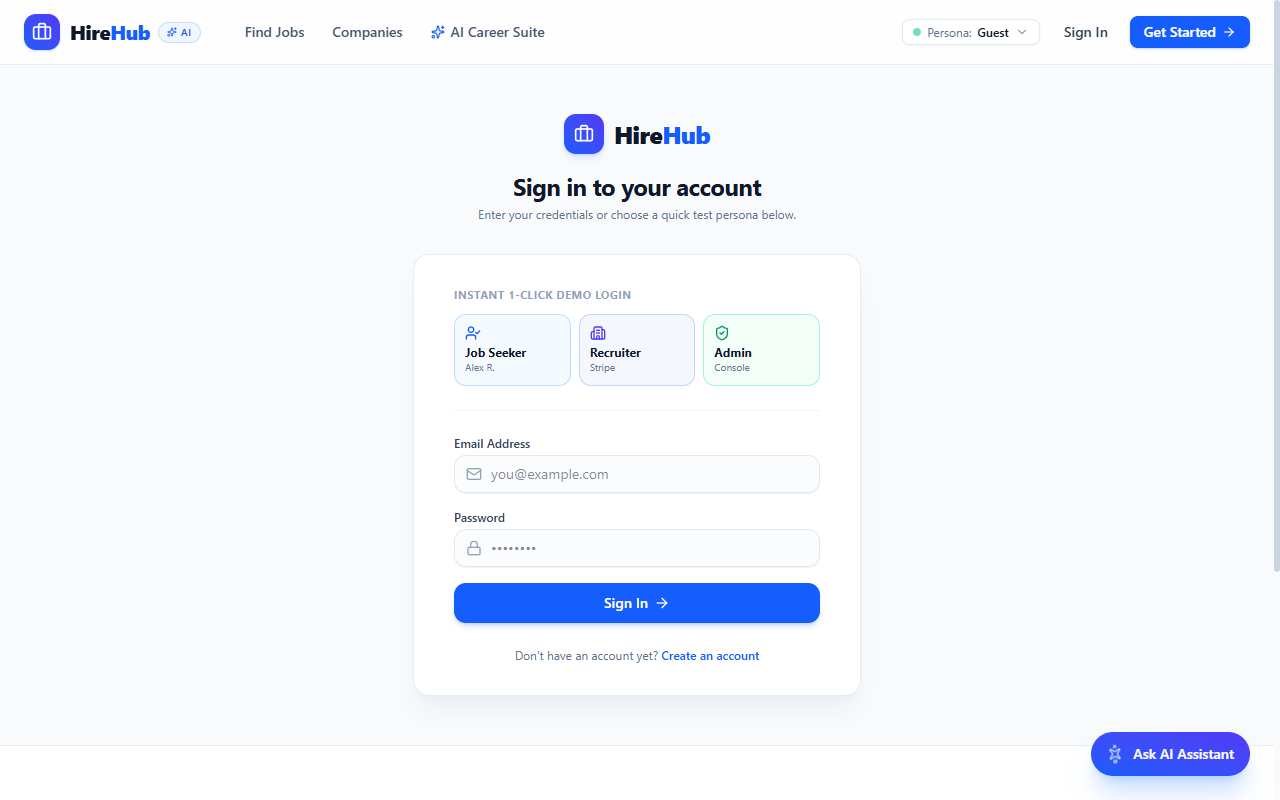 HireHub AI Find Jobs Companies AI Career Suite Persona: Guest Sign In Get Started
HireHub
Sign in to your account
Enter your credentials or choose a quick test persona below.
INSTANT 1-CLICK DEMO LOGIN
Job Seeker Recruiter Admin
Alex R. Stripe Console
Email Address
you@example.com
Password
••••••••
Sign In
Don't have an account yet? Create an account
Ask AI Assistant